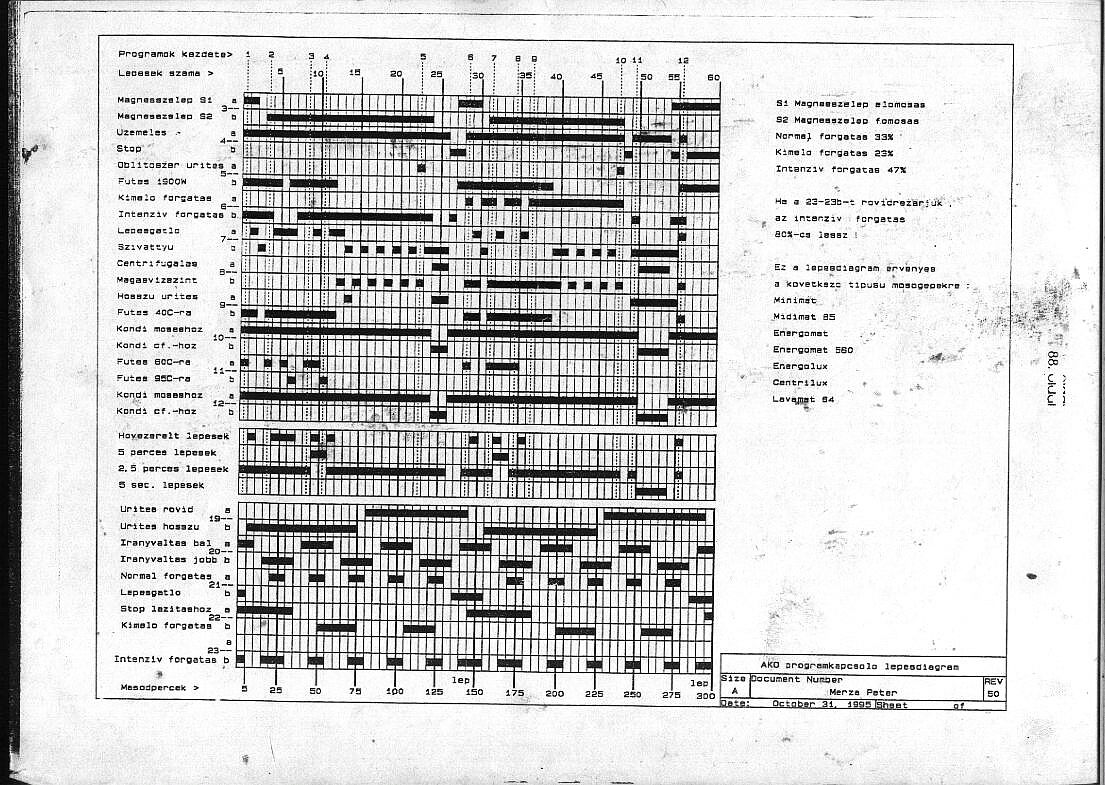 Programok kezdete> 1 2 3 4 5 6 7 8 9 10 11 12
Lepesek szama > 5 10 15 20 25 30 35 40 45 50 55 60
Magnesszelep S1 a
3--
Magnesszelep S2 b
Uzemeles - a
4--
Stop b
Oblitoszer urites a
5--
Futes 1900W b
Kimelo forgatas a
6--
Intenziv forgatas b
Lepesgatlo a
7--
Szivattyu
Centrifugalas a
8--
Magasvizszint b
Hosszu urites a
9--
Futes 40C-ra b
Kondi mosashoz a
10--
Kondi cf.-hoz b
Futes 60C-ra a
11--
Futes 95C-ra b
Kondi mosashoz a
12--
Kondi cf.-hoz b
Hovezerelt lepesek
5 perces lepesek
2,5 perces lepesek
5 sec. lepesek
Urites rovid a
19--
Urites hosszu b
Iranyvaltas bal a
20--
Iranyvaltas jobb b
Normal forgatas a
21--
Lepesgatlo b
Stop lazitashoz a
22--
Kimelo forgatas b
a
23--
Intenziv forgatas b
lep lep
Masodpercek > 5 25 50 75 100 125 150 175 200 225 250 275 300
S1 Magnesszelep elomosas
S2 Magnesszelep fomosas
Normal forgatas 33%
Kimelo forgatas 23%
Intenziv forgatas 47%
Ha a 23-23b-t rovidrezarjuk
az intenziv forgatas
80%-os lessz !
Ez a lepesdiagram ervenyes
a kovetkezo tipusu mosogepekre :
Minimat
Midimat 85
Energomat
Energomat 560
Energolux
Centrilux
Lavamat 64
AKO programkapcsolo lepesdiagram
Size Document Number REV
A Merza Peter 50
Date: October 31, 1995 Sheet of